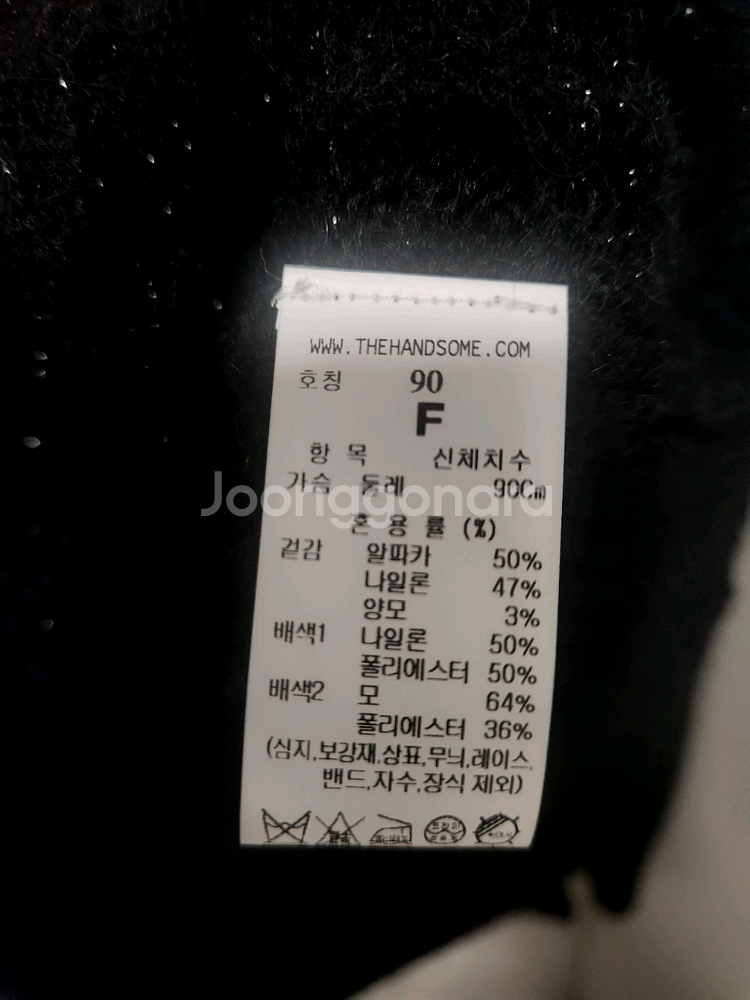 WWW.THEHANDSOME.COM
호칭 90
F
항 목 신체치수
가슴 둘레 90Cm
Joonggonara
혼 용 률 (%)
겉감 알파카 50%
나일론 47%
양모 3%
배색1 나일론 50%
폴리에스터 50%
배색2 모 64%
폴리에스터 36%
(심지,보강재,상표,무늬,레이스,
밴드,자수,장식 제외)